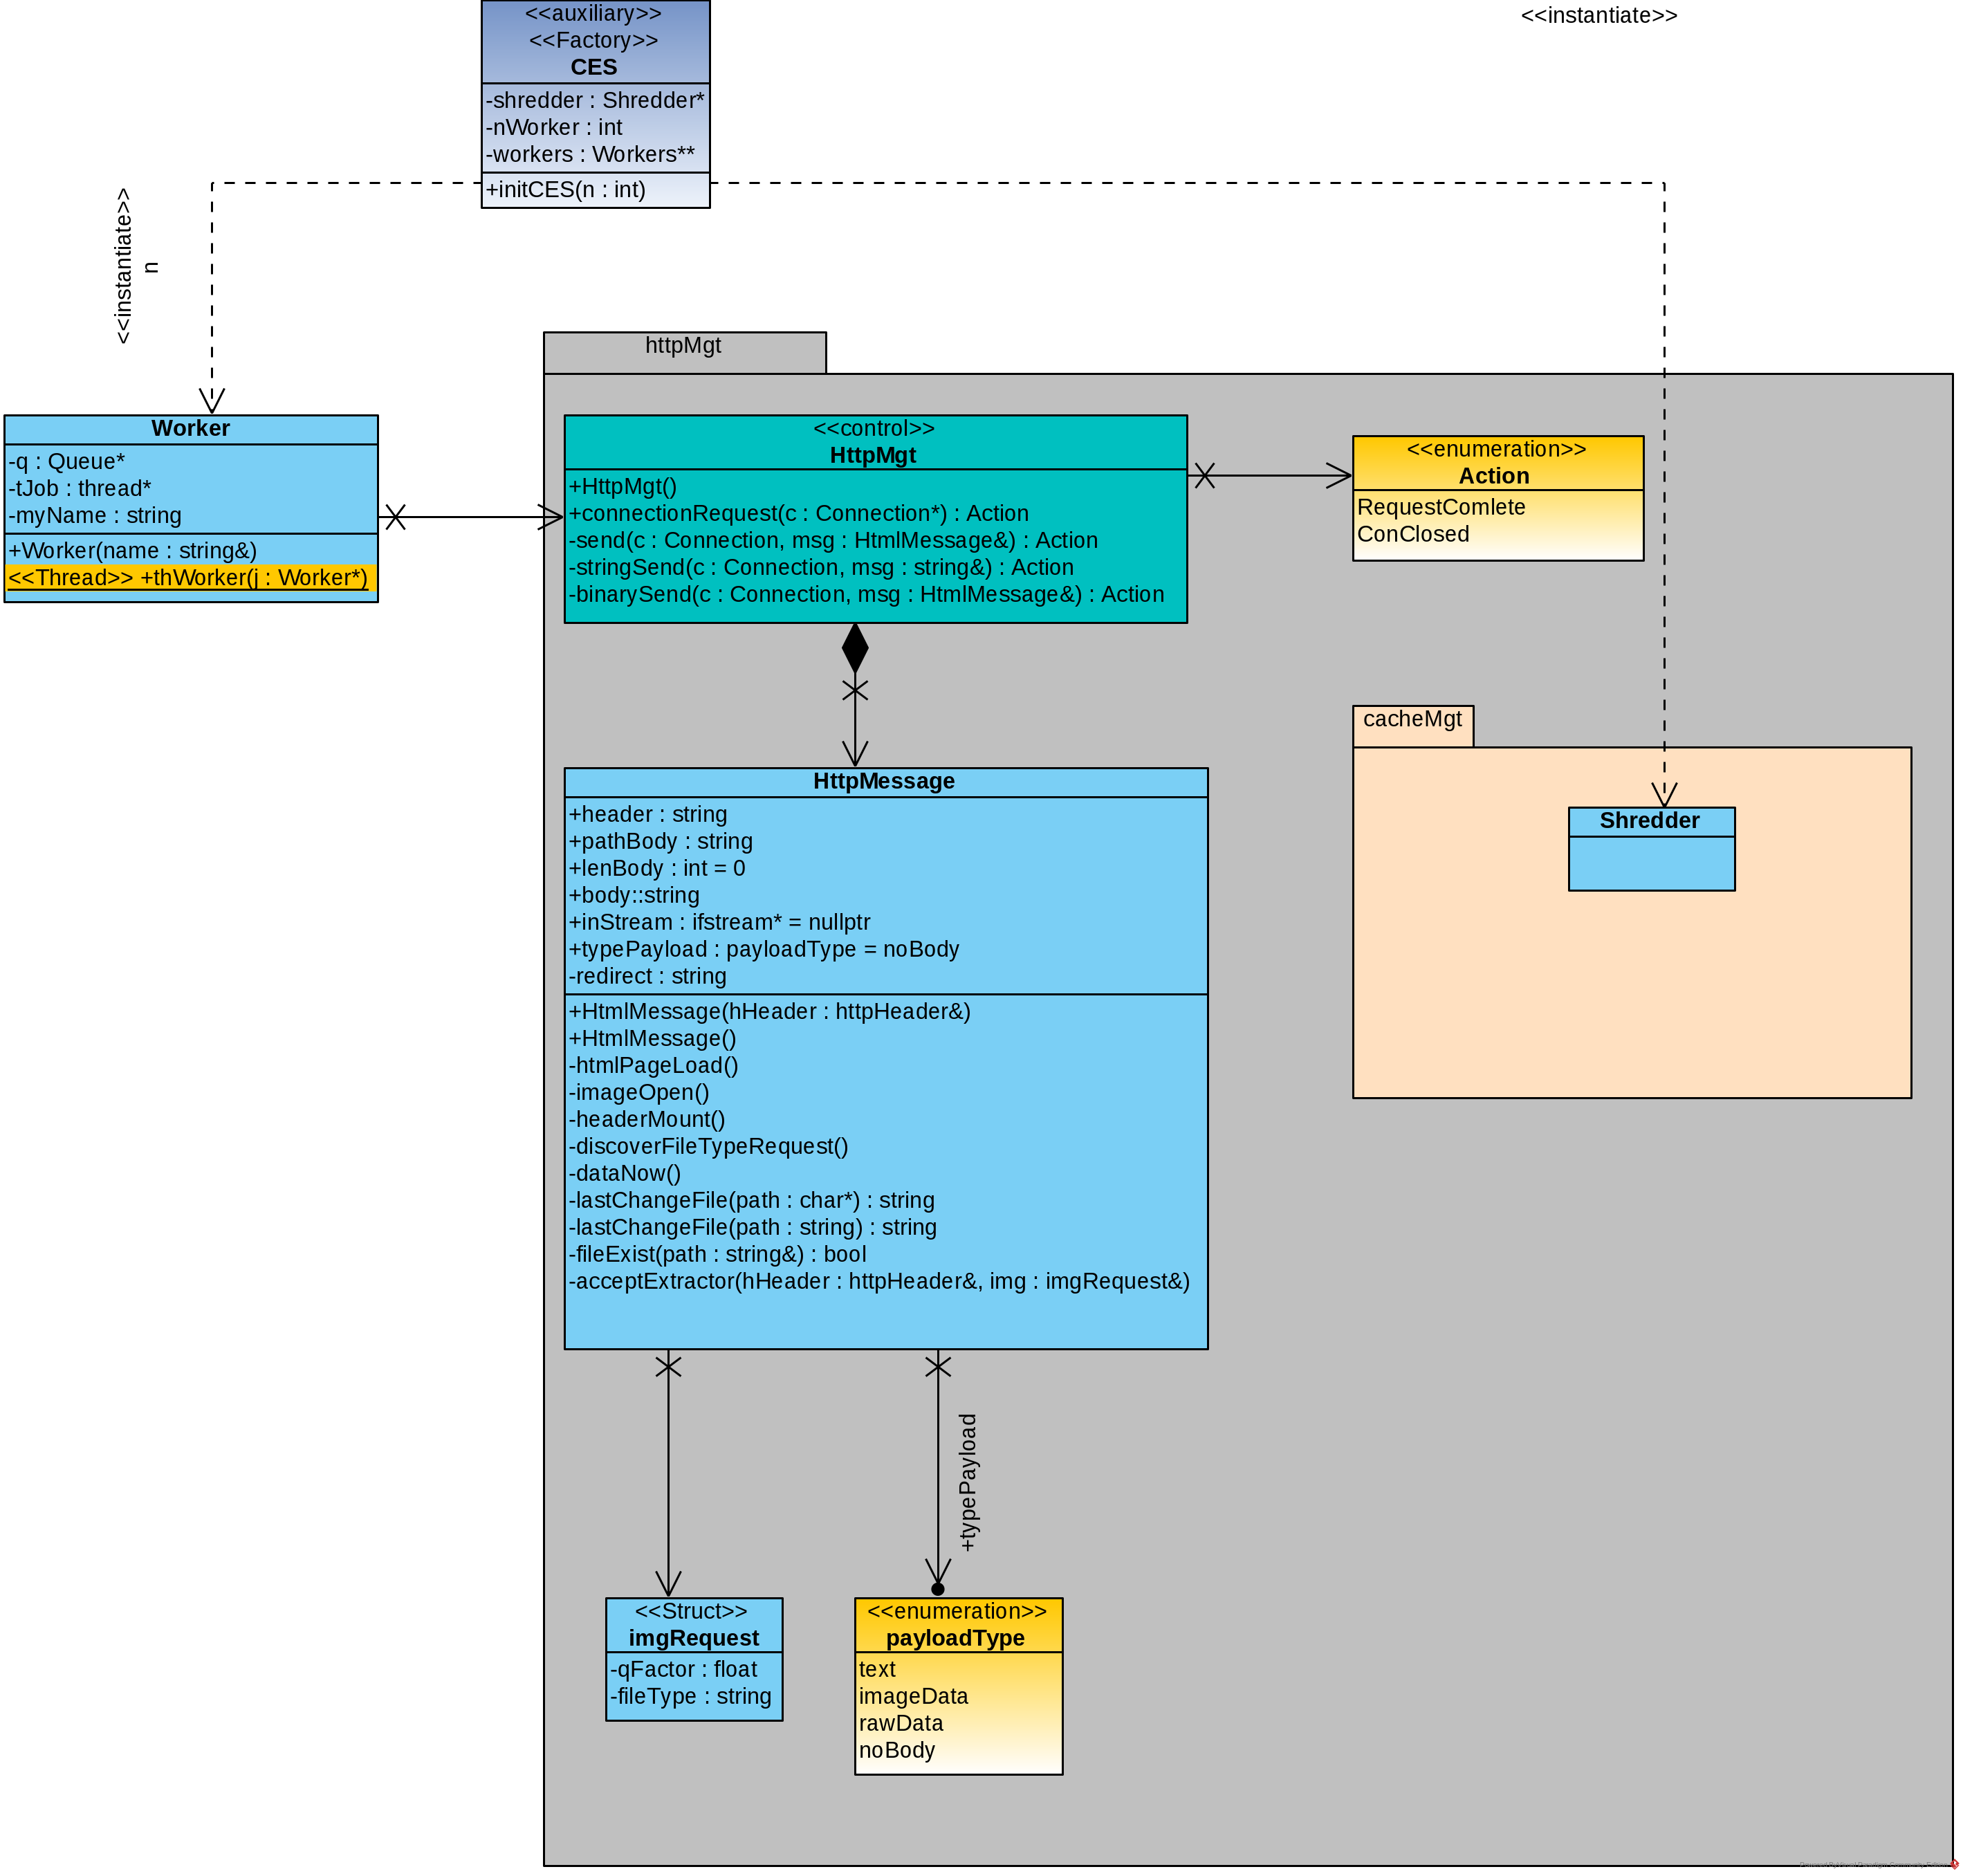 <<auxiliary>>
<<Factory>>
CES
-shredder : Shredder*
-nWorker : int
-workers : Workers**
+initCES(n : int)
<<instantiate>>
<<instantiate>>
n
httpMgt
Worker
-q : Queue*
-tJob : thread*
-myName : string
+Worker(name : string&)
<<Thread>> +thWorker(j : Worker*)
<<control>>
HttpMgt
+HttpMgt()
+connectionRequest(c : Connection*) : Action
-send(c : Connection, msg : HtmlMessage&) : Action
-stringSend(c : Connection, msg : string&) : Action
-binarySend(c : Connection, msg : HtmlMessage&) : Action
<<enumeration>>
Action
RequestComlete
ConClosed
cacheMgt
Shredder
HttpMessage
+header : string
+pathBody : string
+lenBody : int = 0
+body::string
+inStream : ifstream* = nullptr
+typePayload : payloadType = noBody
-redirect : string
+HtmlMessage(hHeader : httpHeader&)
+HtmlMessage()
-htmlPageLoad()
-imageOpen()
-headerMount()
-discoverFileTypeRequest()
-dataNow()
-lastChangeFile(path : char*) : string
-lastChangeFile(path : string) : string
-fileExist(path : string&) : bool
-acceptExtractor(hHeader : httpHeader&, img : imgRequest&)
+typePayload
<<Struct>>
imgRequest
-qFactor : float
-fileType : string
<<enumeration>>
payloadType
text
imageData
rawData
noBody